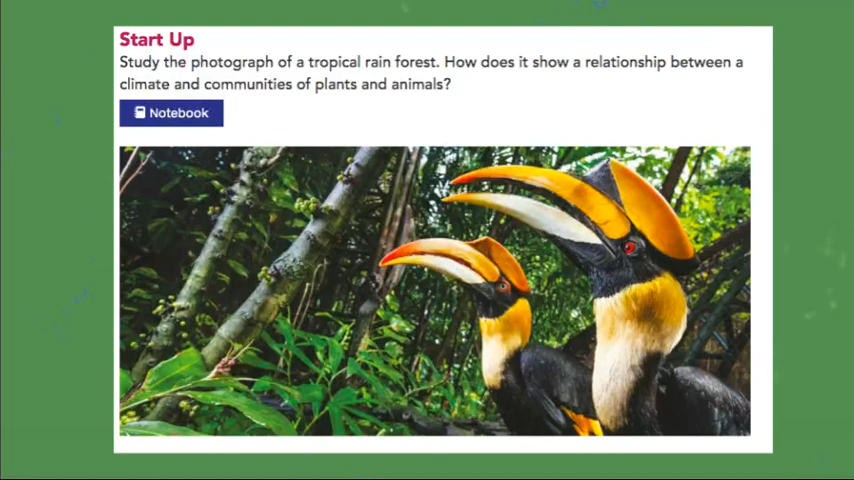 Start Up
Study the photograph of a tropical rain forest. How does it show a relationship between a
climate and communities of plants and animals?
Notebook